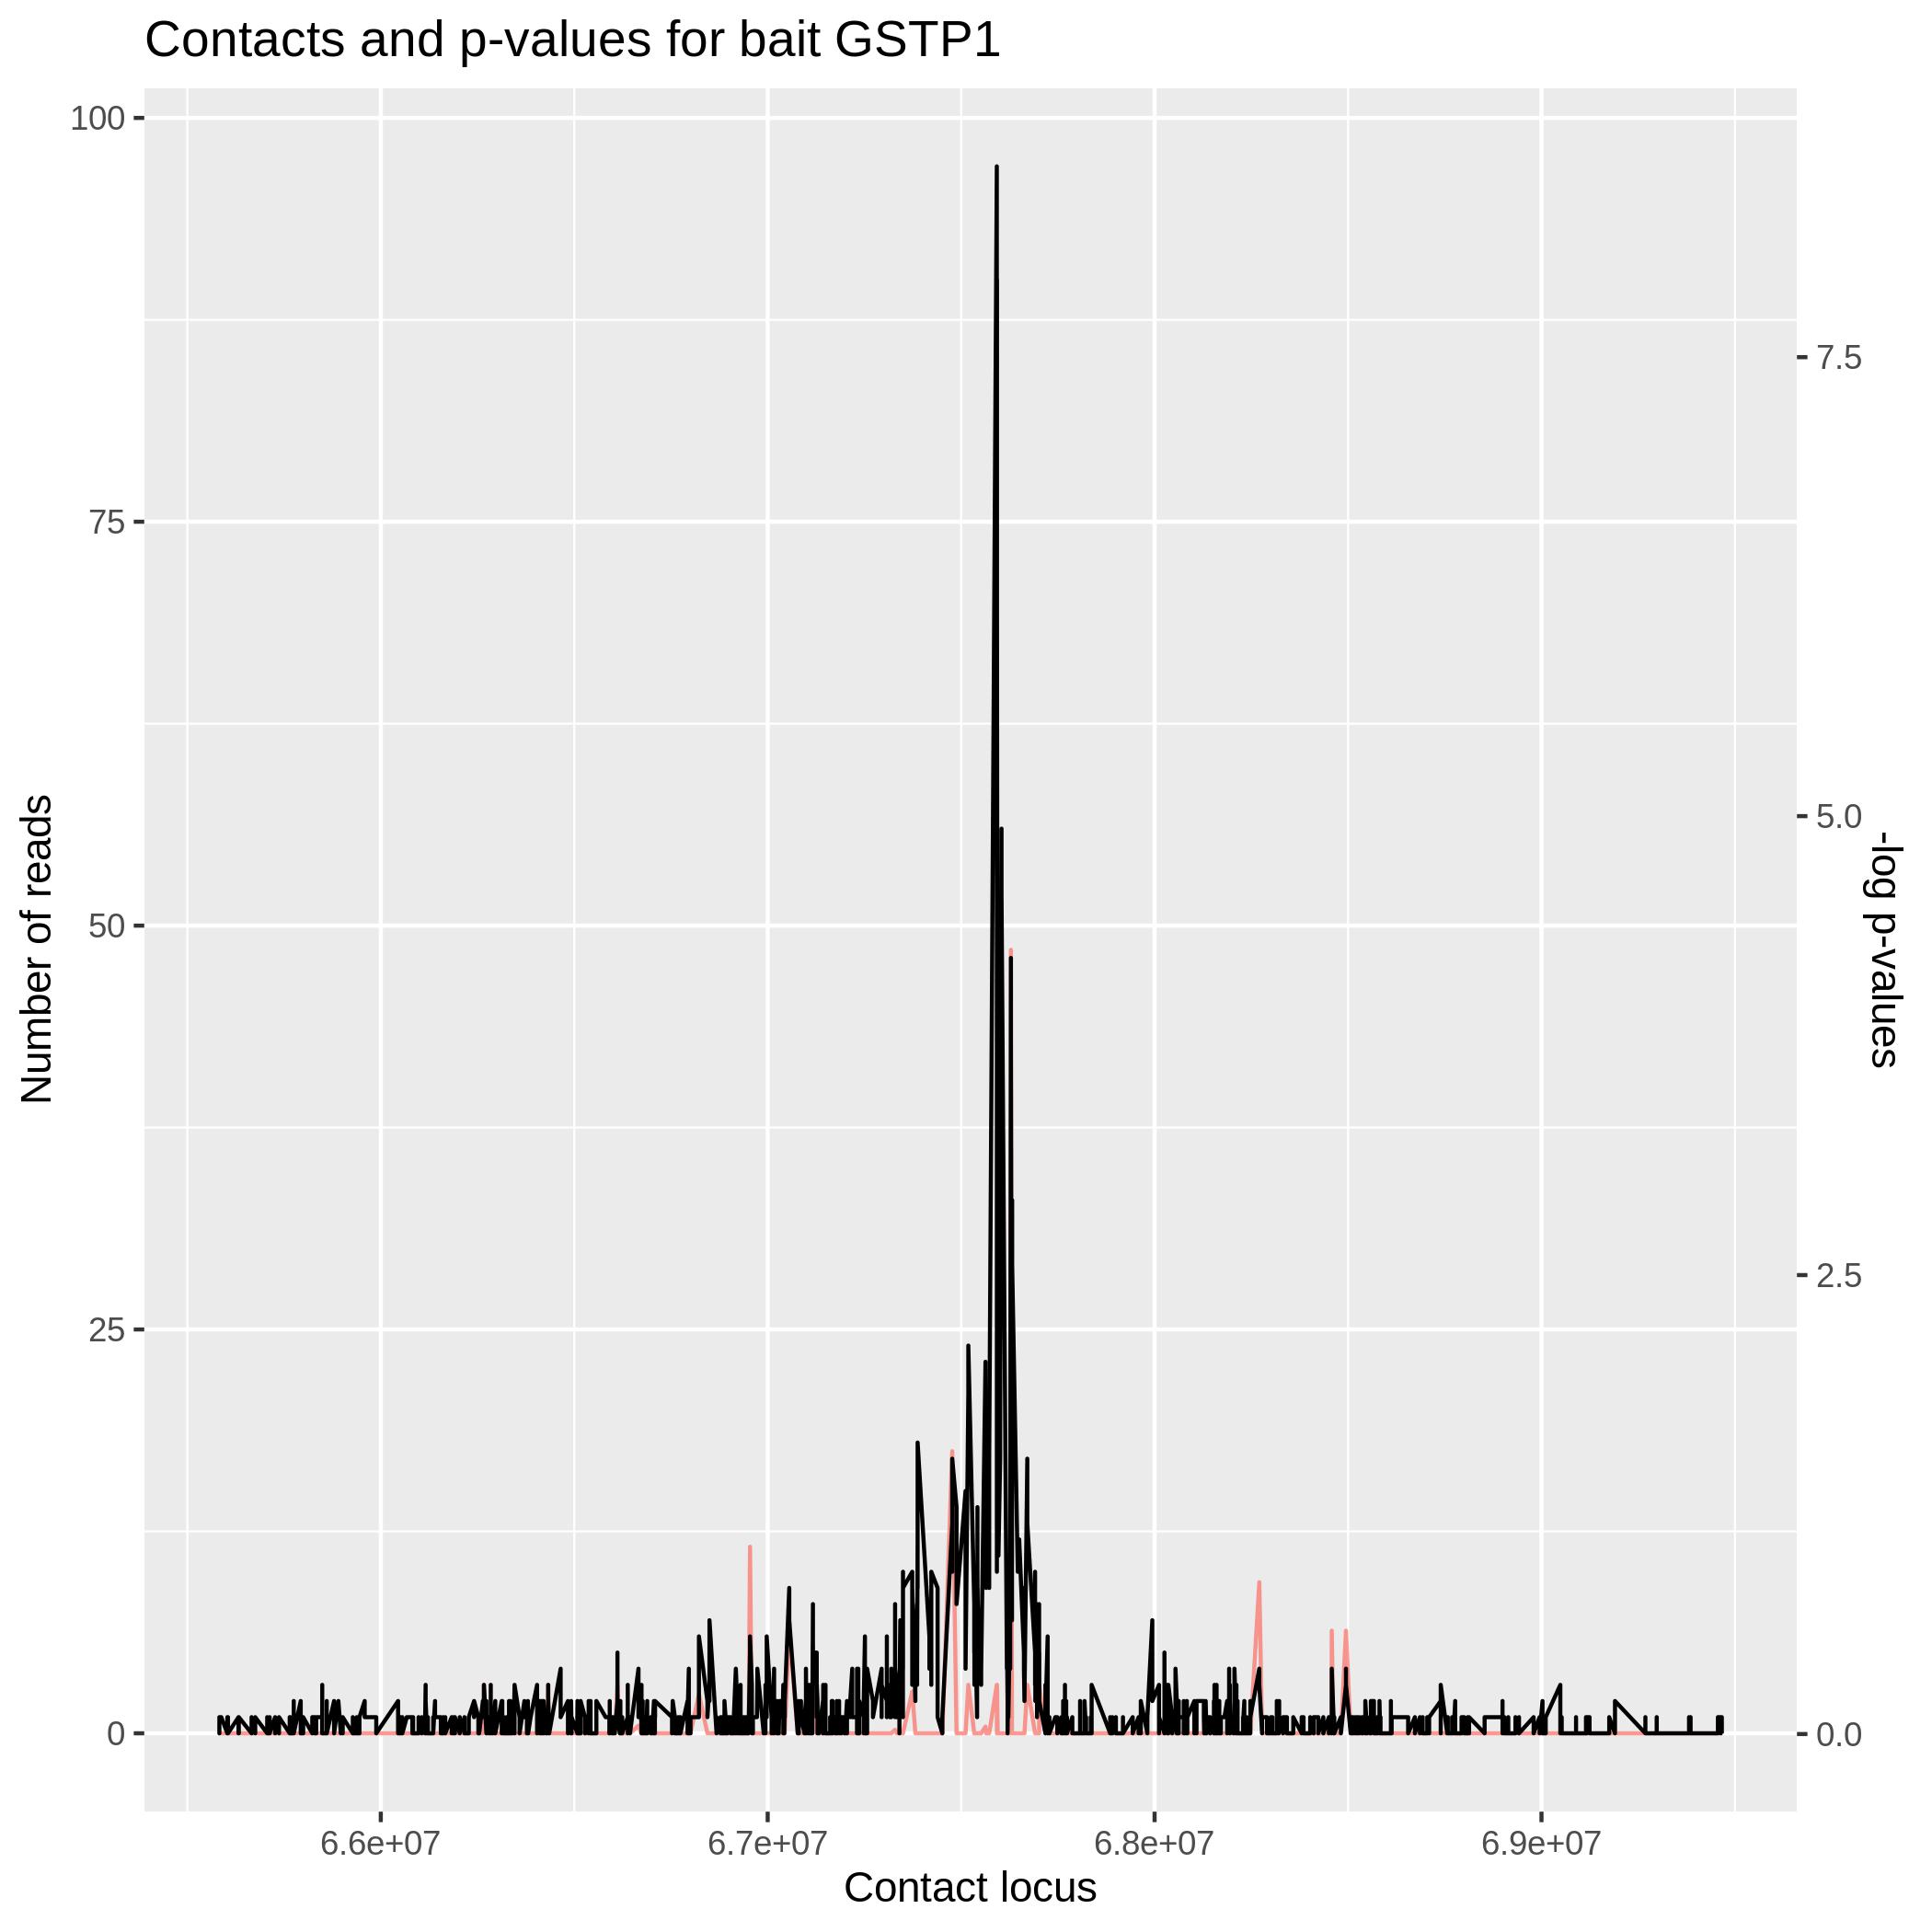 Contacts and p-values for bait GSTP1
100
75
50
25
0
Number of reads
7.5
5.0
2.5
0.0
-log p-values
6.6e+07
6.7e+07
6.8e+07
6.9e+07
Contact locus